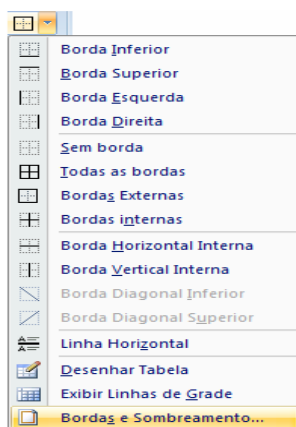 Borda Inferior
Borda Superior
Borda Esquerda
Borda Direita
Sem borda
Todas as bordas
Bordas Externas
Bordas internas
Borda Horizontal Interna
Borda Vertical Interna
Borda Diagonal Inferior
Borda Diagonal Superior
Linha Horizontal
Desenhar Tabela
Exibir Linhas de Grade
Bordas e Sombreamento...